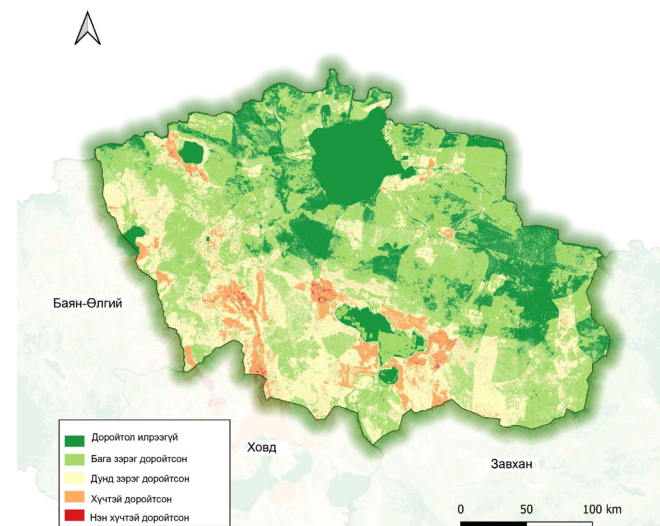 Баян-Өлгий
Ховд
Завхан
Доройтол илрээгүй
Бага зэрэг доройтсон
Дунд зэрэг доройтсон
Хүчтэй доройтсон
Нэн хүчтэй доройтсон
0 50 100 km